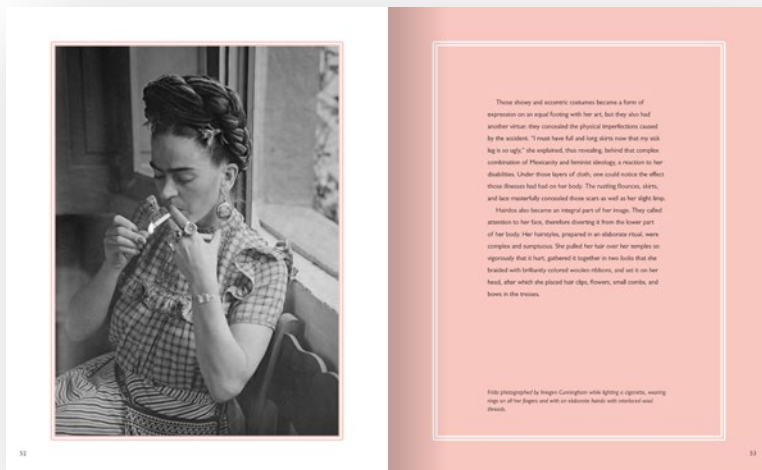 Those showy and eccentric costumes became a form of
expression on an equal footing with her art, but they also had
another virtue: they concealed the physical imperfections caused
by the accident. "I must have full and long skirts now that my sick
leg is so ugly," she explained, thus revealing, behind that complex
combination of Mexicanity and feminist ideology, a reaction to her
disabilities. Under those layers of cloth, one could notice the effect
those illnesses had had on her body. The rustling flounces, skirts,
and lace masterfully concealed those scars as well as her slight limp.
Hairdos also became an integral part of her image. They called
attention to her face, therefore diverting it from the lower part
of her body. Her hairstyles, prepared in an elaborate ritual, were
complex and sumptuous. She pulled her hair over her temples so
vigorously that it hurt, gathered it together in two locks that she
braided with brilliantly colored woolen ribbons, and set it on her
head, after which she placed hair clips, flowers, small combs, and
bows in the tresses.
Frida photographed by Imogen Cunningham while lighting a cigarette, wearing
rings on all her fingers and with an elaborate hairdo with interlaced wool
threads.
52
53